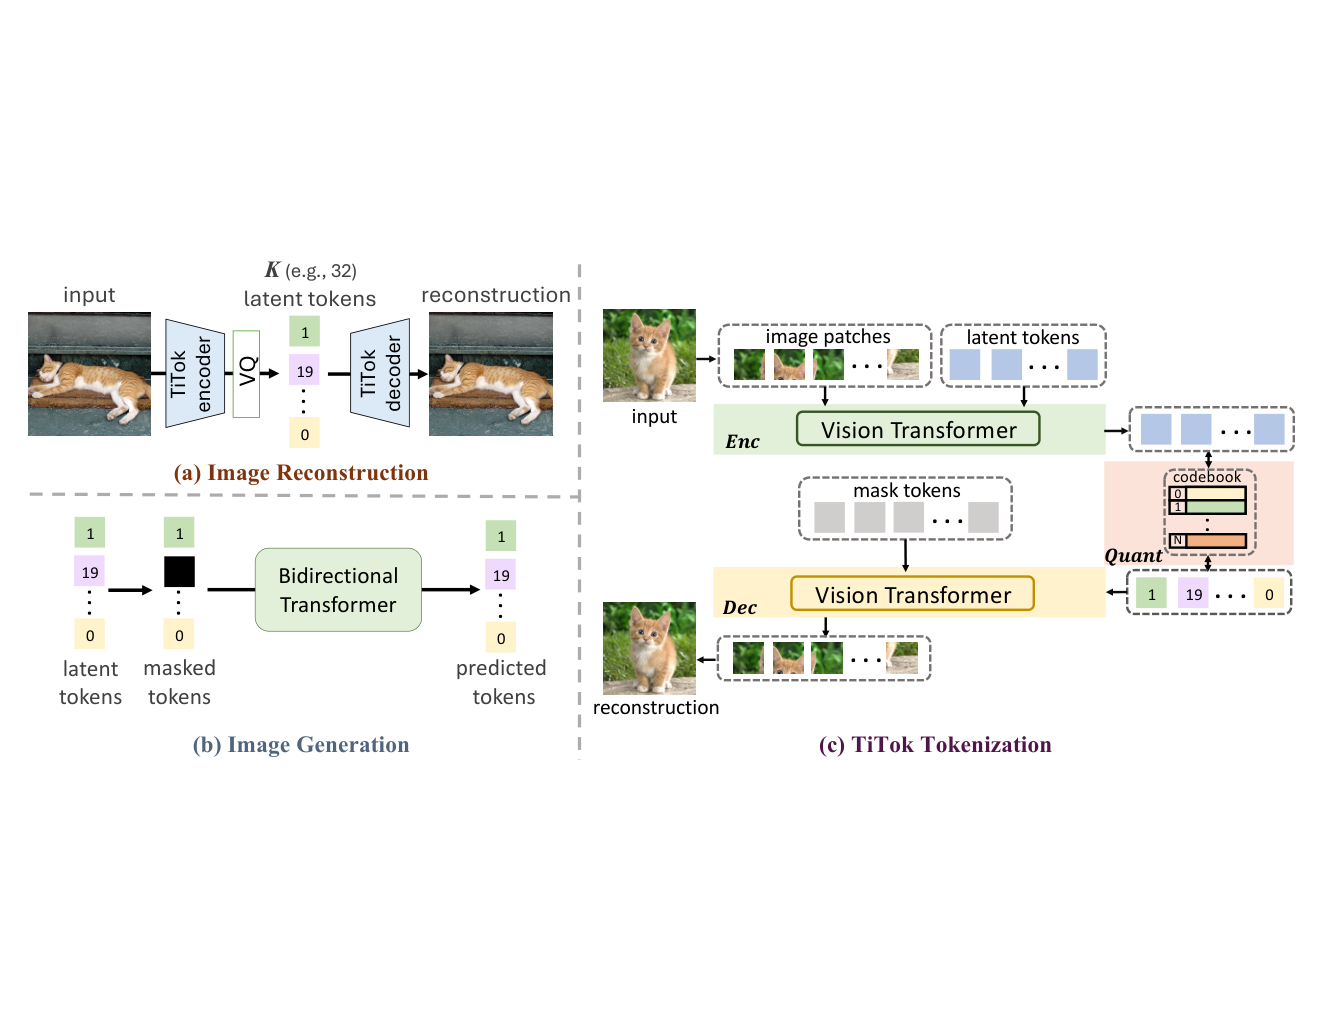 K (e.g., 32)
latent tokens
input
reconstruction
TiTok
encoder
VQ
1
19
0
TiTok
decoder
(a) Image Reconstruction
1
19
0
latent
tokens
1
0
masked
tokens
Bidirectional
Transformer
1
19
0
predicted
tokens
(b) Image Generation
input
image patches
latent tokens
Enc
Vision Transformer
codebook
0
1
N
Quant
1
19
0
mask tokens
Dec
Vision Transformer
reconstruction
(c) TiTok Tokenization